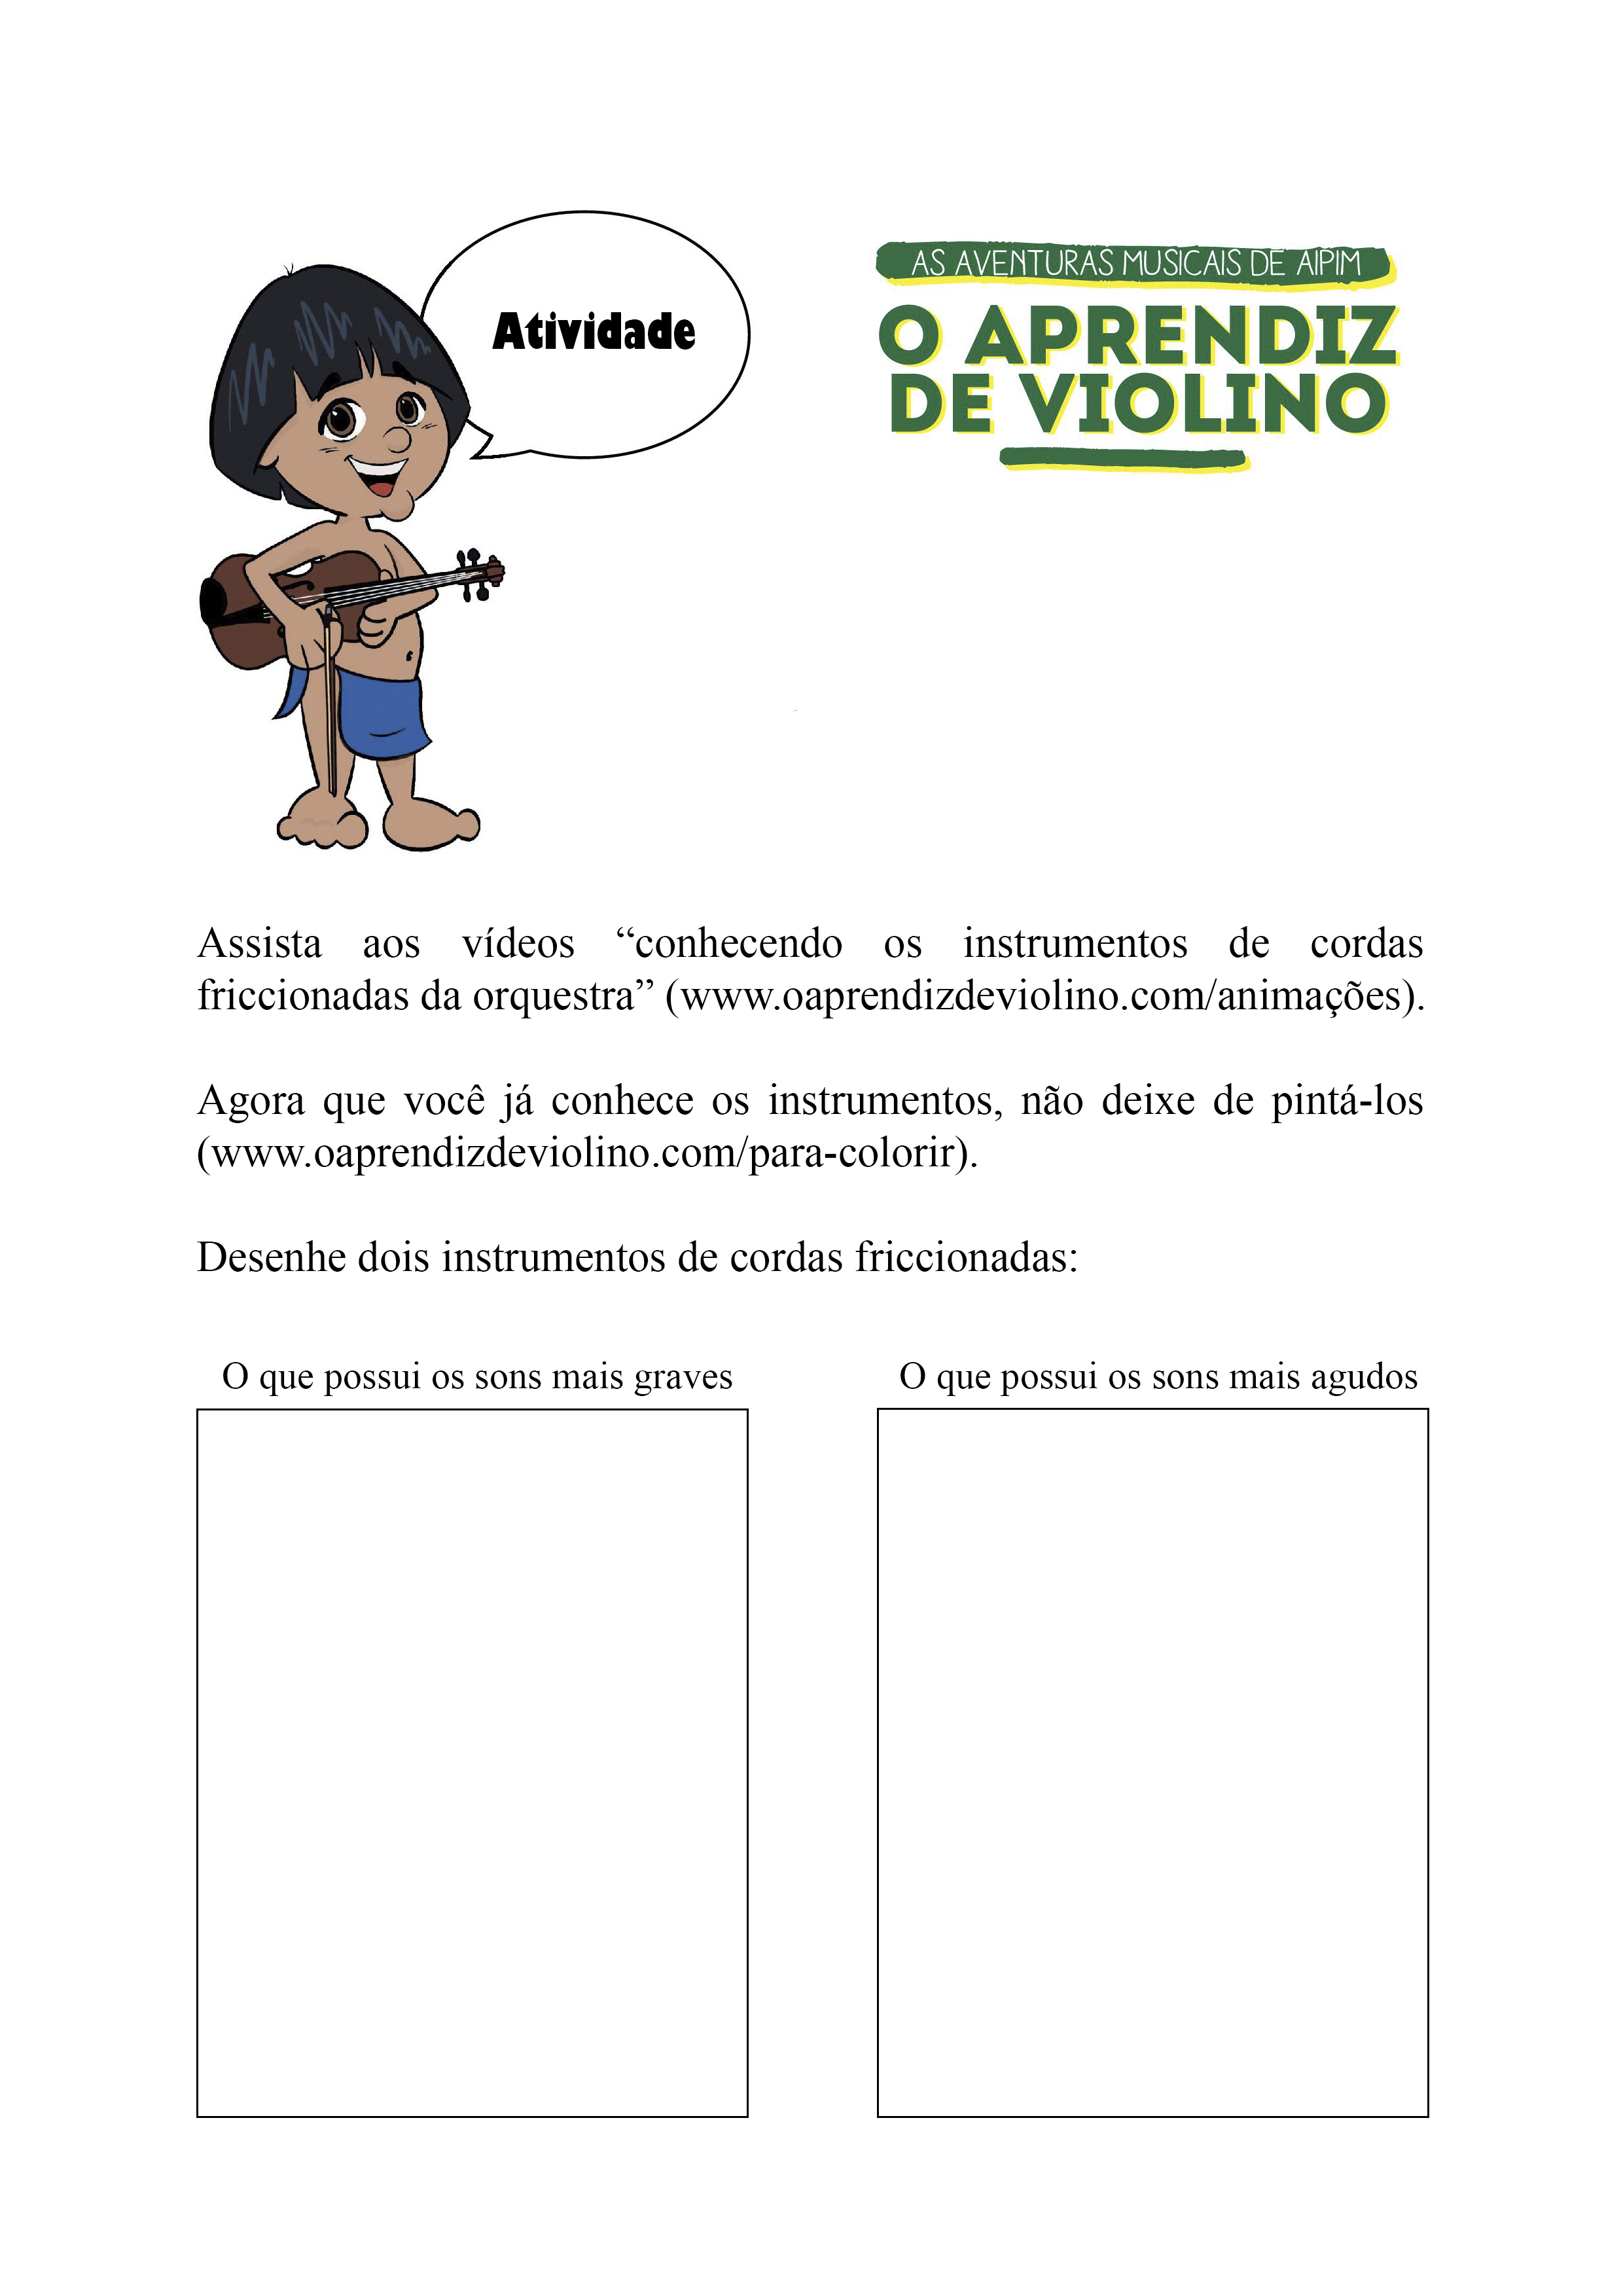 Atividade
AS AVENTURAS MUSICAIS DE AIPIM
O APRENDIZ
DE VIOLINO
Assista aos vídeos “conhecendo os instrumentos de cordas
friccionadas da orquestra” (www.oaprendizdeviolino.com/animações).
Agora que você já conhece os instrumentos, não deixe de pintá-los
(www.oaprendizdeviolino.com/para-colorir).
Desenhe dois instrumentos de cordas friccionadas:
O que possui os sons mais graves
O que possui os sons mais agudos